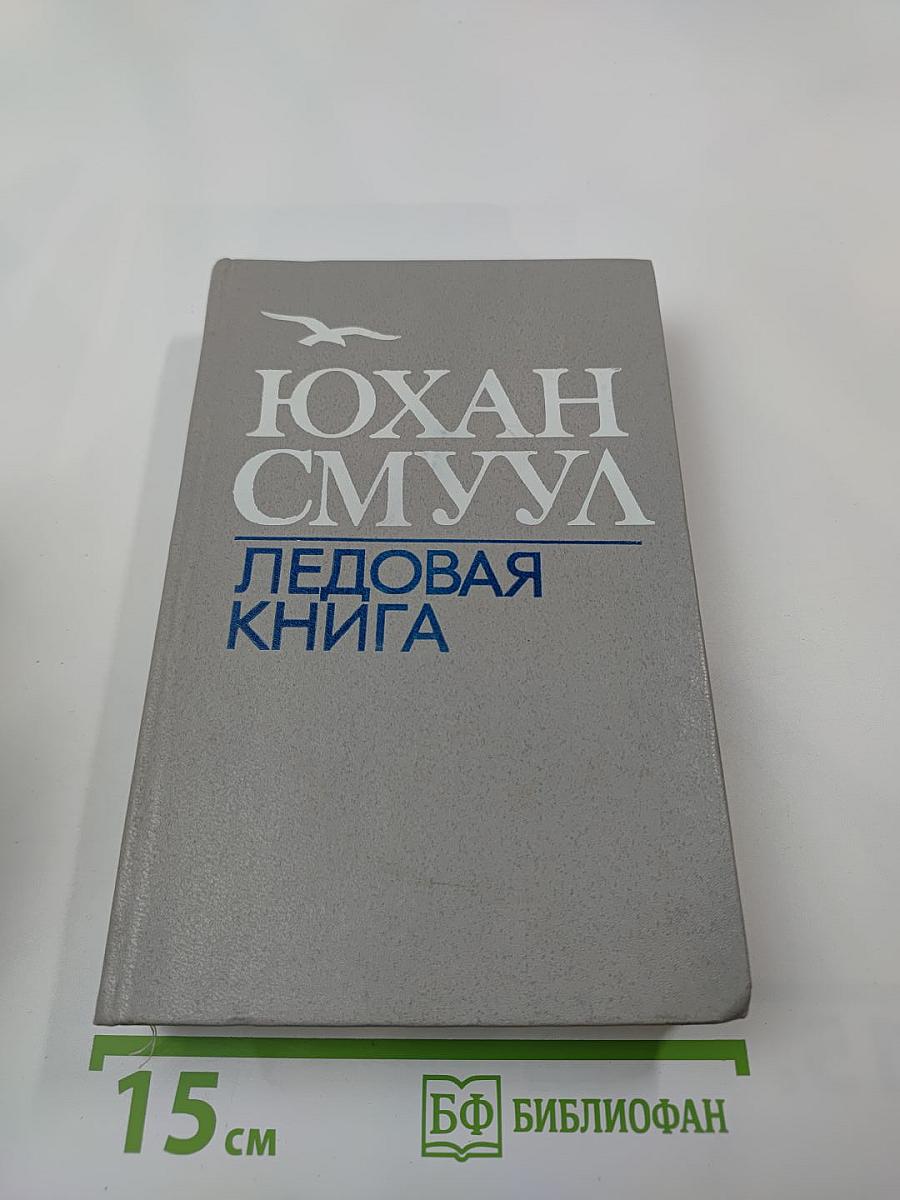 ЮХАН
СМУУЛ
ЛЕДОВАЯ
КНИГА
15 см
БФ БИБЛИОФАН